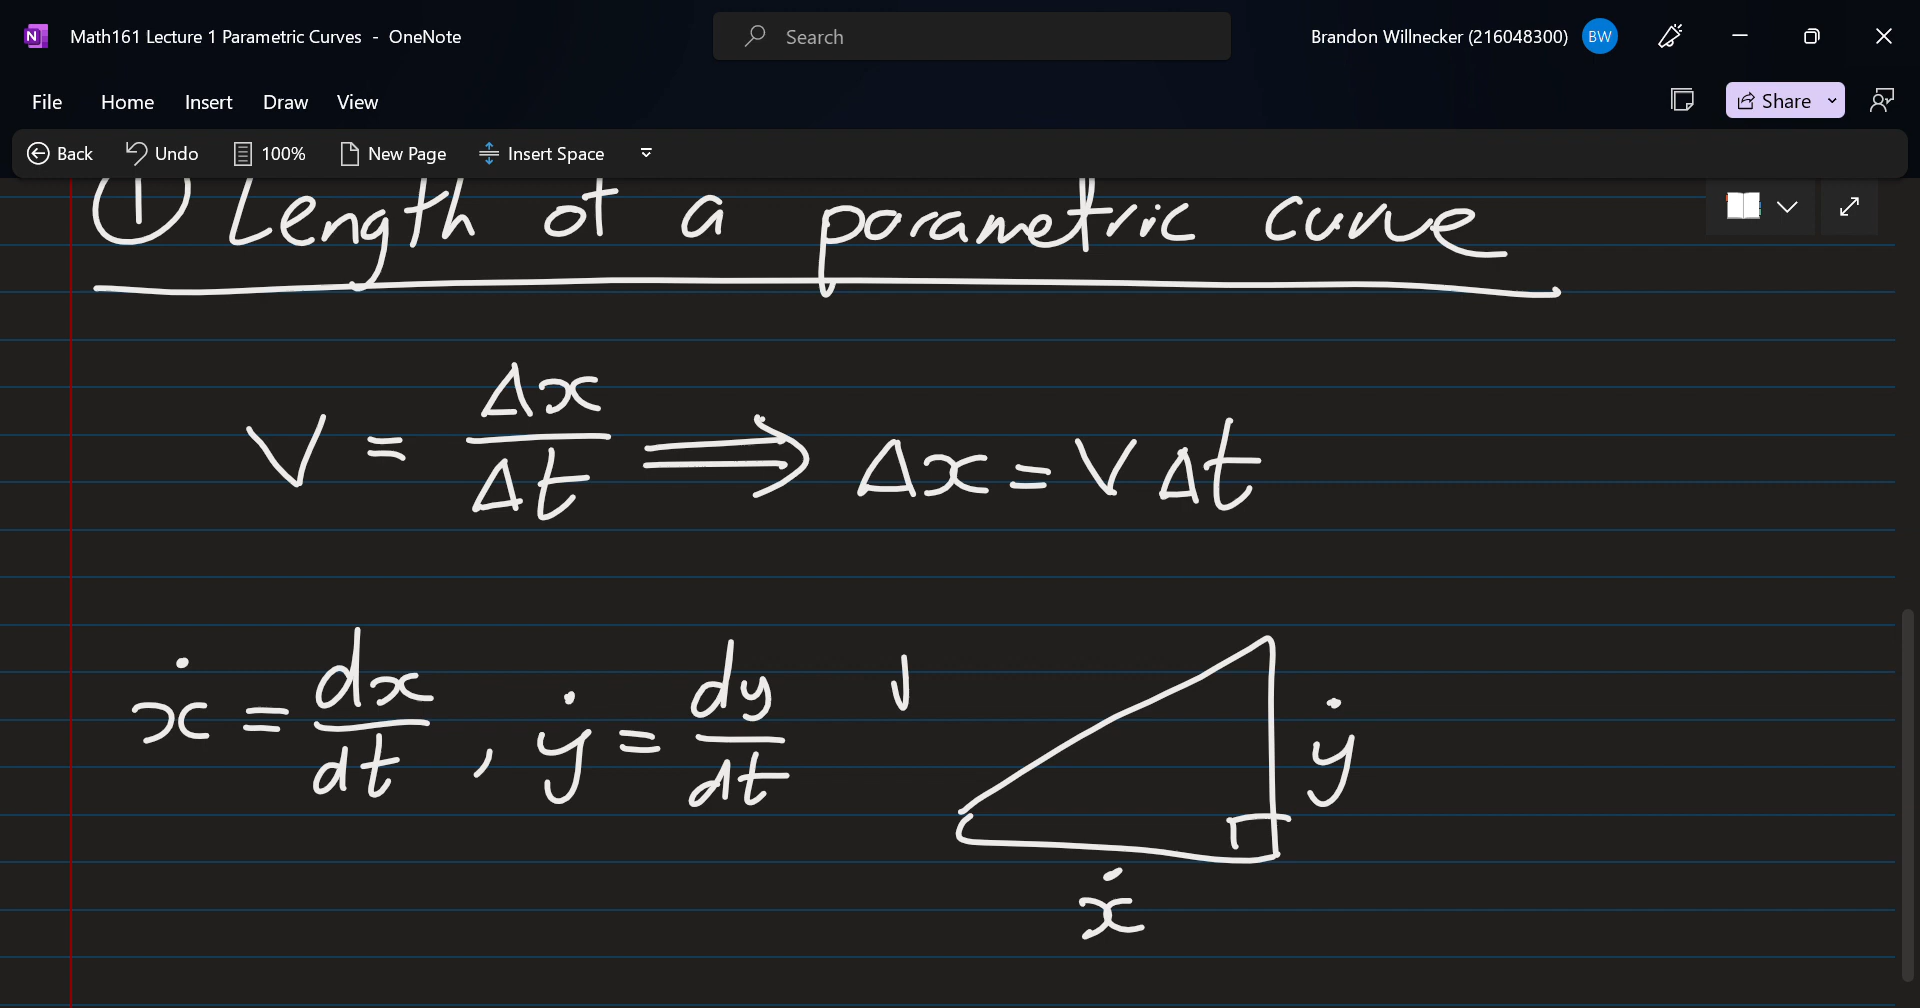 Math161 Lecture 1 Parametric Curves - OneNote
Search
Brandon Willnecker (216048300) BW
File Home Insert Draw View
Share
Back Undo 100% New Page Insert Space
① Length of a parametric curve
V = Δx/Δt ⟹ Δx = V Δt
ẋ = dx/dt , ẏ = dy/dt
ẏ
ẋ